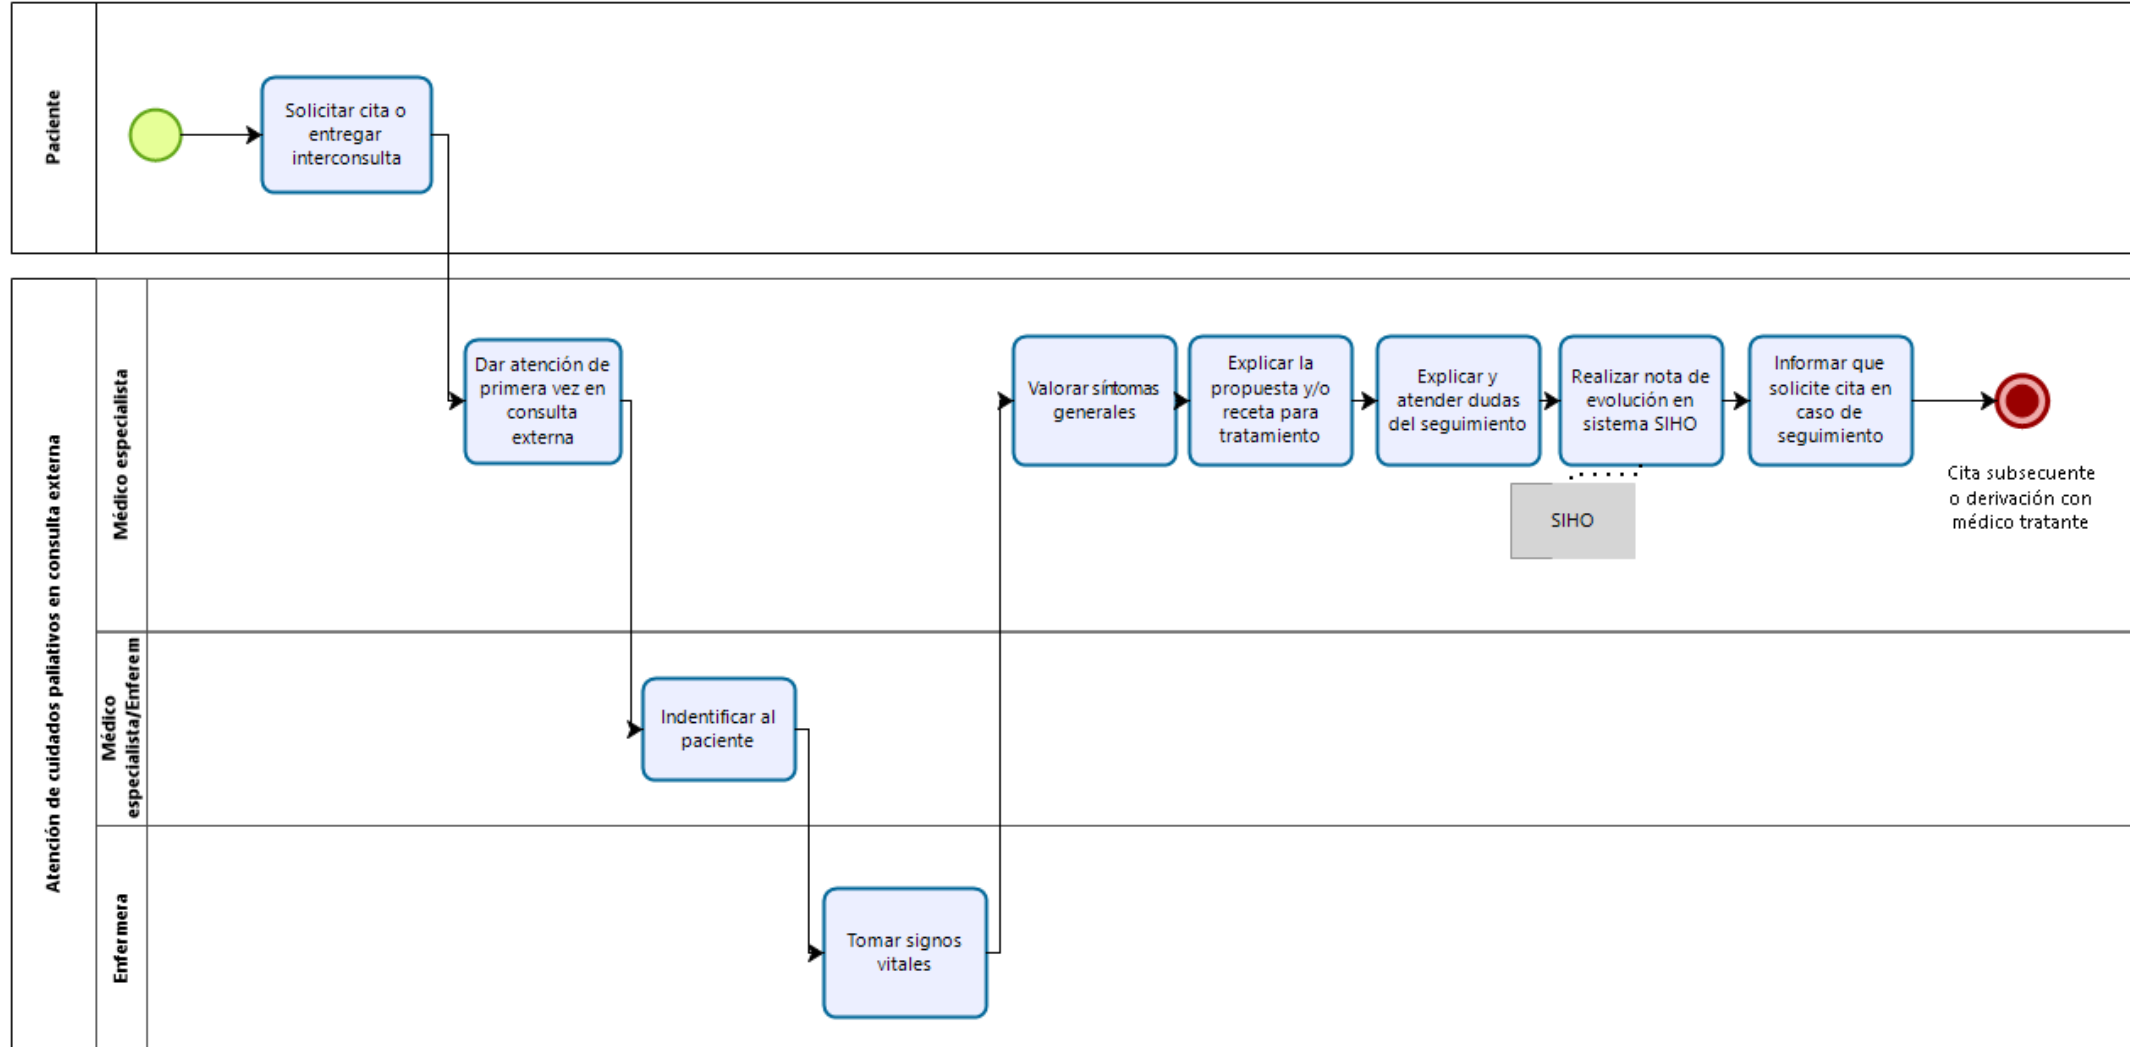 Paciente
Solicitar cita o
entregar
interconsulta
Atención de cuidados paliativos en consulta externa
Médico especialista
Dar atención de
primera vez en
consulta
externa
Valorar síntomas
generales
Explicar la
propuesta y/o
receta para
tratamiento
Explicar y
atender dudas
del seguimiento
Realizar nota de
evolución en
sistema SIHO
Informar que
solicite cita en
caso de
seguimiento
SIHO
Cita subsecuente
o derivación con
médico tratante
Médico
especialista/Enferem
Indentificar al
paciente
Enfermera
Tomar signos
vitales